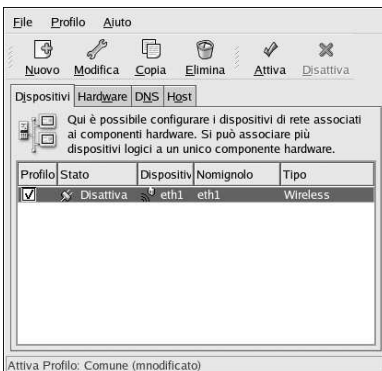 File Profilo Aiuto
Nuovo Modifica Copia Elimina Attiva Disattiva
Dispositivi Hardware DNS Host
Qui è possibile configurare i dispositivi di rete associati
ai componenti hardware. Si può associare più
dispositivi logici a un unico componente hardware.
Profilo Stato Dispositiv Nomignolo Tipo
Disattiva eth1 eth1 Wireless
Attiva Profilo: Comune (mnodificato)